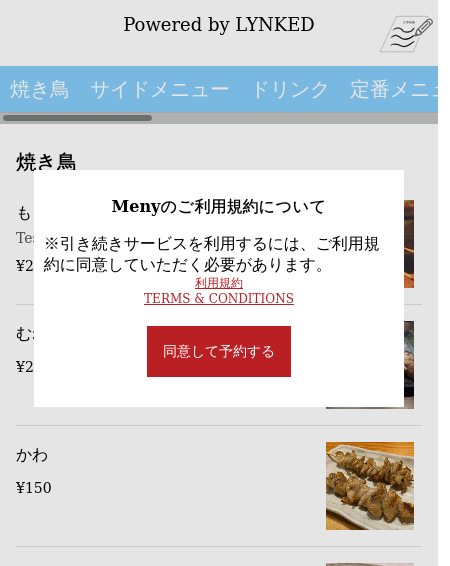 Powered by LYNKED
焼き鳥 サイドメニュー ドリンク 定番メニュ
焼き鳥
Menyのご利用規約について
※引き続きサービスを利用するには、ご利用規
約に同意していただく必要があります。
利用規約
TERMS & CONDITIONS
同意して予約する
も
Tes
¥2
む
¥2
かわ
¥150